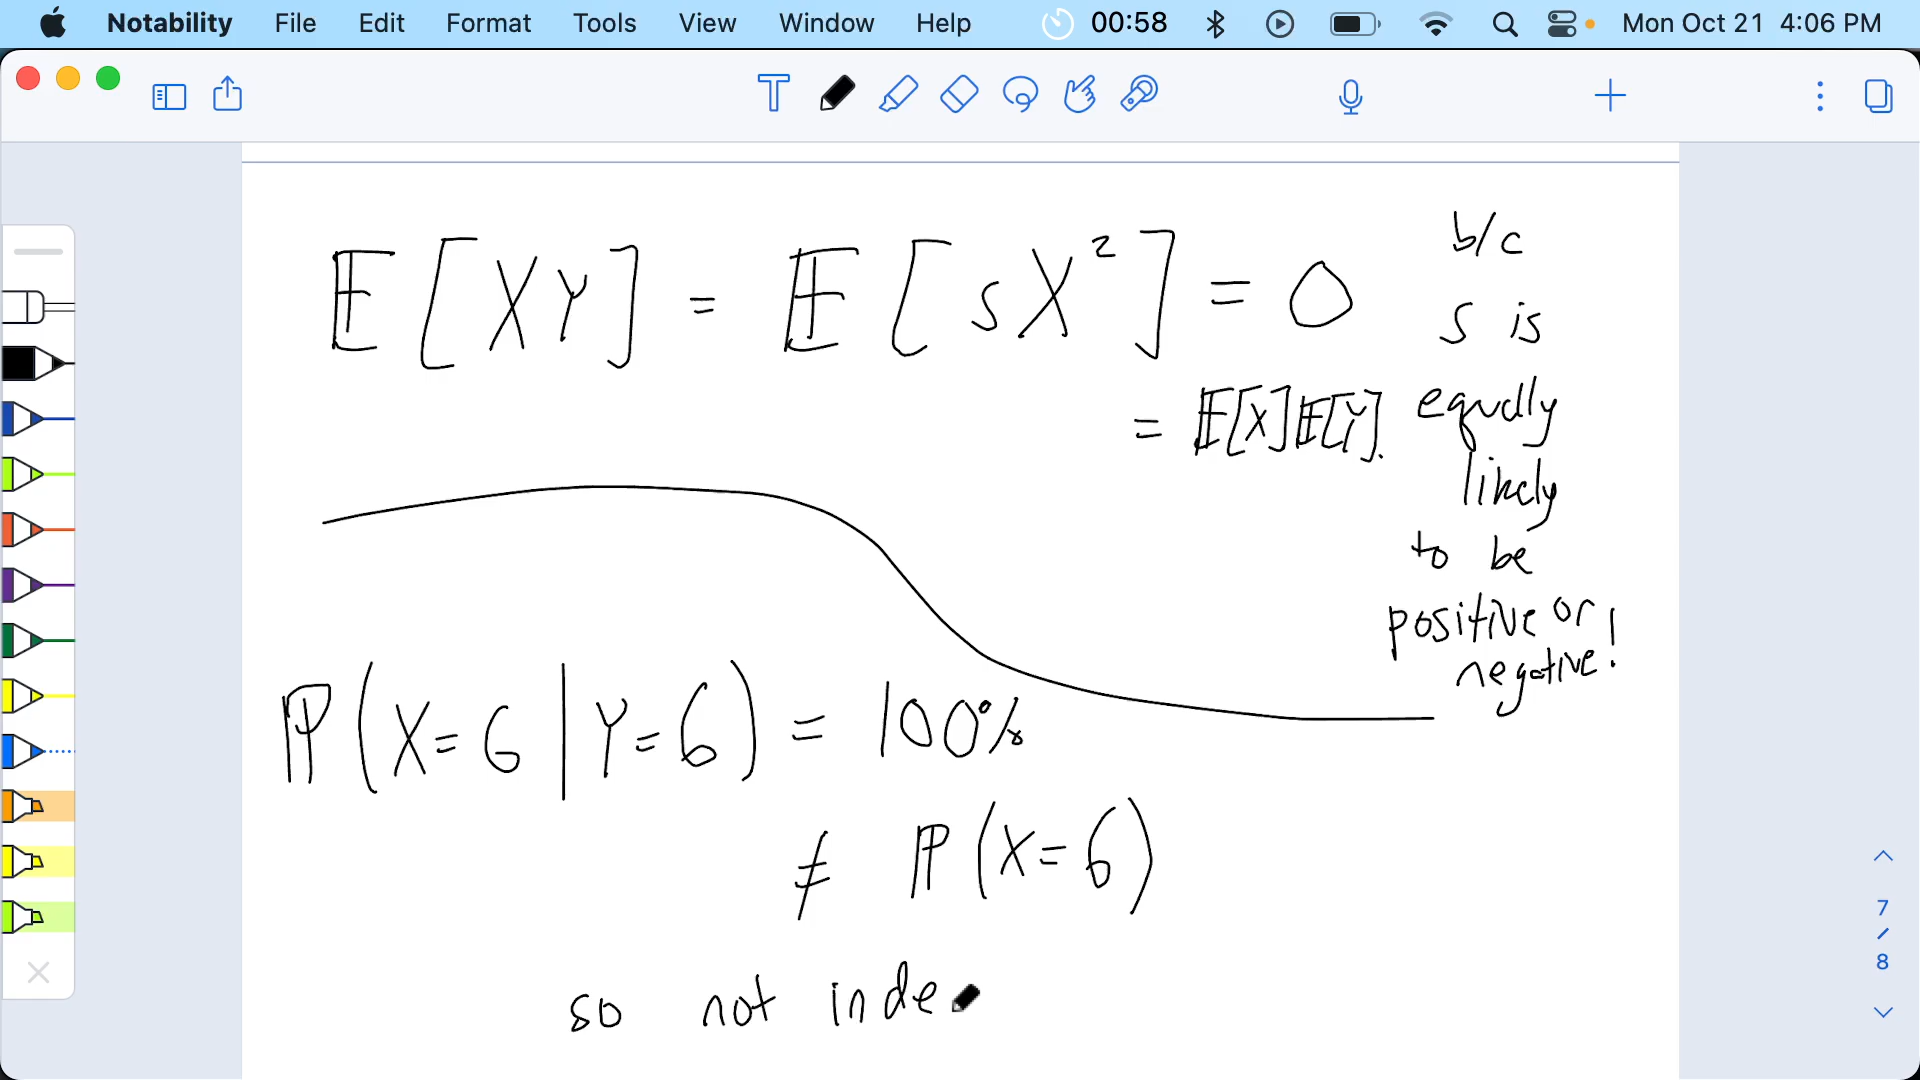 Notability File Edit Format Tools View Window Help 00:58 Mon Oct 21 4:06 PM
𝔼[XY] = 𝔼[sX²] = 0
= 𝔼[X]𝔼[Y].
b/c
s is
equally
likely
to be
positive or
negative!
ℙ(X=6|Y=6) = 100%
≠ ℙ(X=6)
so not inde
7
/
8